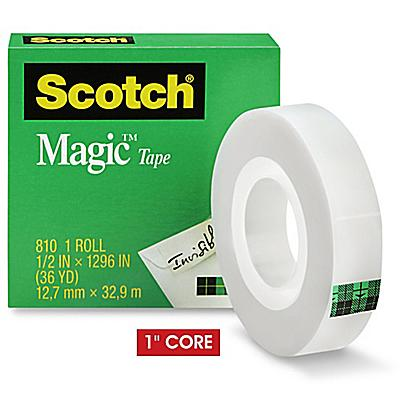 Scotch®
Magic™ Tape
810 1 ROLL
1/2 IN × 1296 IN
(36 YD)
12,7 mm × 32,9 m
1" CORE